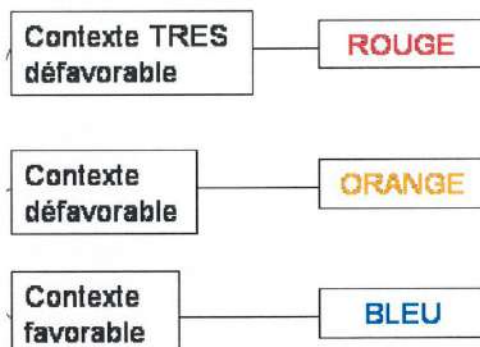 Contexte TRES
défavorable
ROUGE
Contexte
défavorable
ORANGE
Contexte
favorable
BLEU